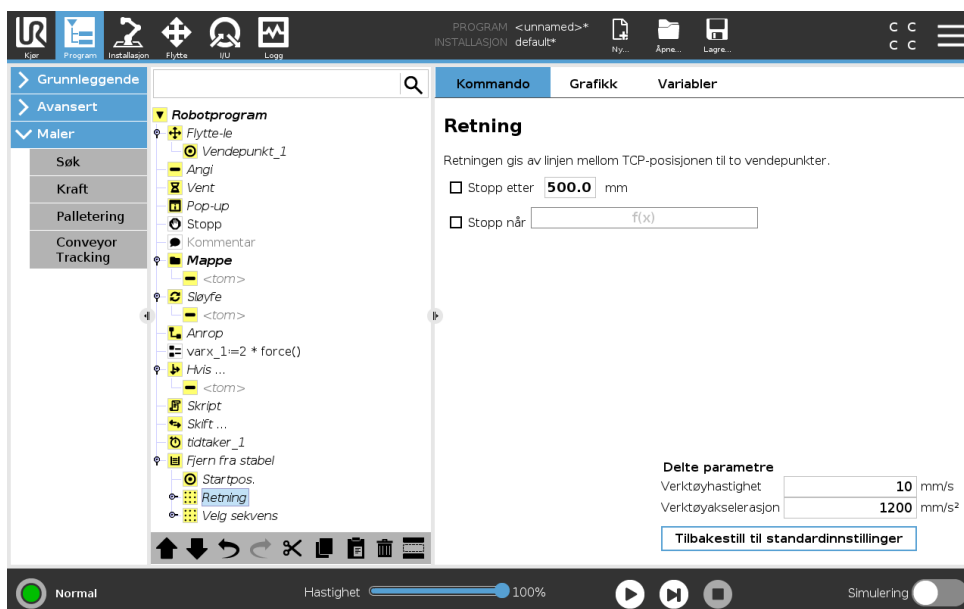 UR
Kjør
Program
Installasjon
Flytte
I/U
Logg
PROGRAM <unnamed>*
INSTALLASJON default*
Ny...
Åpne...
Lagre...
C C
C C
Grunnleggende
Avansert
Maler
Søk
Kraft
Palletering
Conveyor
Tracking
Robotprogram
Flytte-le
Vendepunkt_1
Angi
Vent
Pop-up
Stopp
Kommentar
Mappe
<tom>
Sløyfe
<tom>
Anrop
varx_1:=2 * force()
Hvis ...
<tom>
Skript
Skift ...
tidtaker_1
Fjern fra stabel
Startpos.
Retning
Velg sekvens
Kommando Grafikk Variabler
Retning
Retningen gis av linjen mellom TCP-posisjonen til to vendepunkter.
Stopp etter 500.0 mm
Stopp når f(x)
Delte parametre
Verktøyhastighet 10 mm/s
Verktøyakselerasjon 1200 mm/s²
Tilbakestill til standardinnstillinger
Normal
Hastighet 100%
Simulering